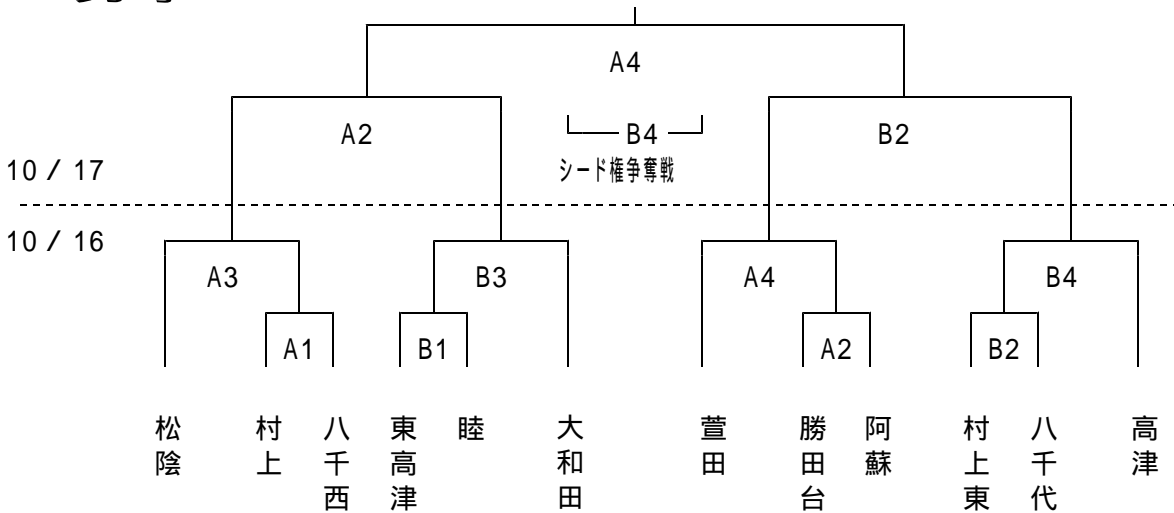 A4
A2
B4
B2
シード権争奪戦
10 / 17
10 / 16
A3
B3
A4
B4
A1
B1
A2
B2
松陰
村上
八千西
東高津
睦
大和田
萱田
勝田台
阿蘇
村上東
八千代
高津